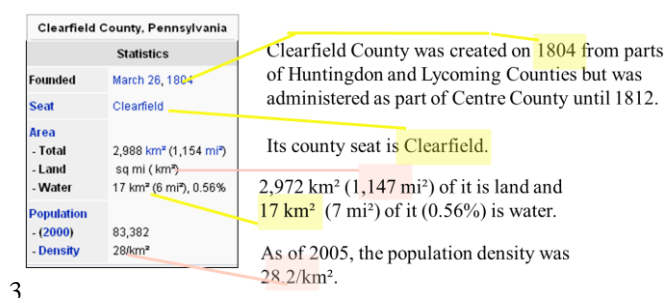 Clearfield County, Pennsylvania
Statistics
Founded March 26, 1804
Seat Clearfield
Area
- Total 2,988 km² (1,154 mi²)
- Land sq mi ( km²)
- Water 17 km² (6 mi²), 0.56%
Population
- (2000) 83,382
- Density 28/km²
Clearfield County was created on 1804 from parts
of Huntingdon and Lycoming Counties but was
administered as part of Centre County until 1812.
Its county seat is Clearfield.
2,972 km² (1,147 mi²) of it is land and
17 km² (7 mi²) of it (0.56%) is water.
As of 2005, the population density was
28.2/km².
3